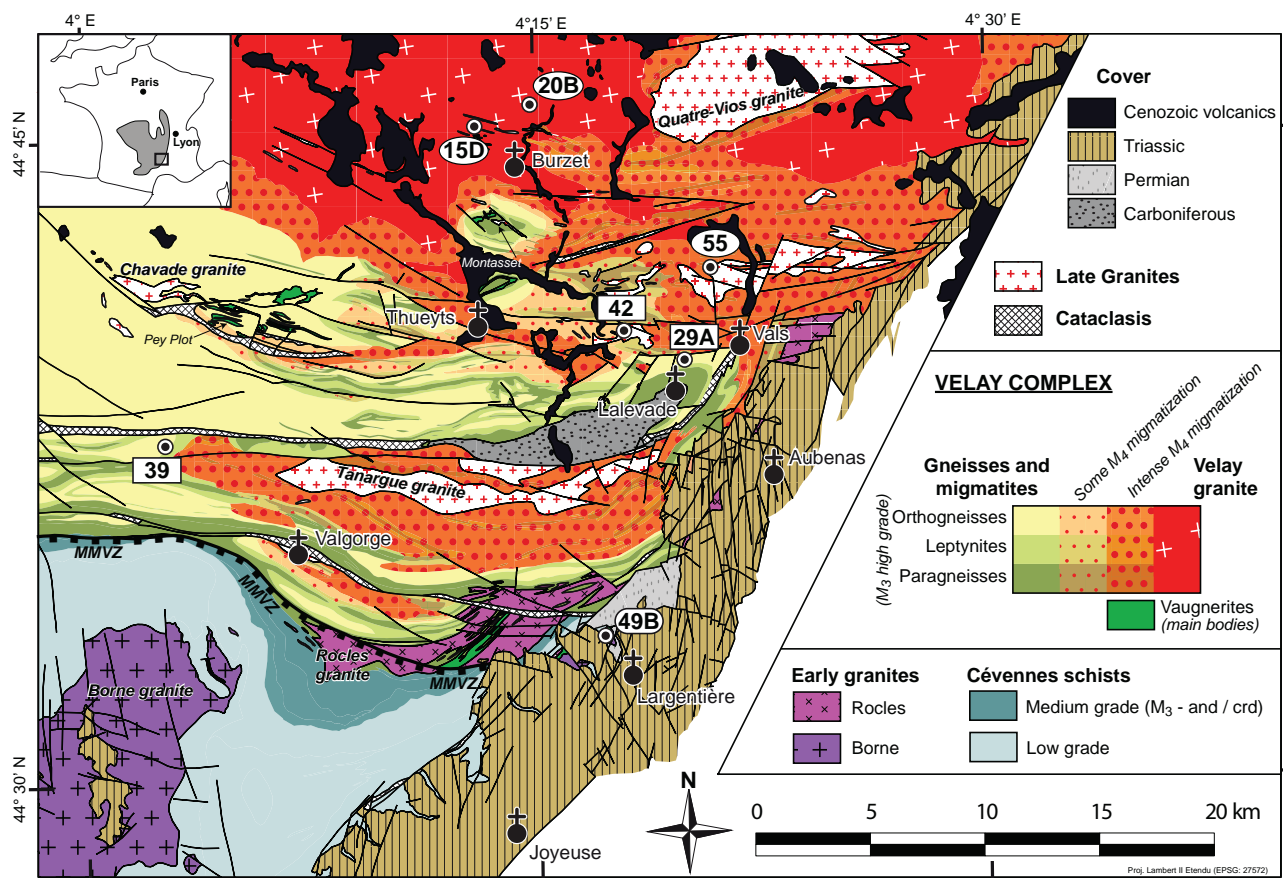 4° E
4° 15’ E
4° 30’ E
Paris
Lyon
44° 45’ N
44° 30’ N
20B
15D
Burzet
Quatre-Vios granite
Chavade granite
Montasset
55
42
29A
Thueyts
Vals
Pey Plot
Lalevade
39
Tanargue granite
Aubenas
Valgorge
MMVZ
MMVZ
MMVZ
Rocles
granite
49B
Borne granite
Largentière
Joyeuse
Cover
Cenozoic volcanics
Triassic
Permian
Carboniferous
Late Granites
Cataclasis
VELAY COMPLEX
Some M4 migmatization
Intense M4 migmatization
Gneisses and
migmatites
Velay
granite
(M3 high grade)
Orthogneisses
Leptynites
Paragneisses
Vaugnerites
(main bodies)
Early granites
Rocles
Borne
Cévennes schists
Medium grade (M3 - and / crd)
Low grade
N
0 5 10 15 20 km
Proj. Lambert II Etendu (EPSG: 27572)